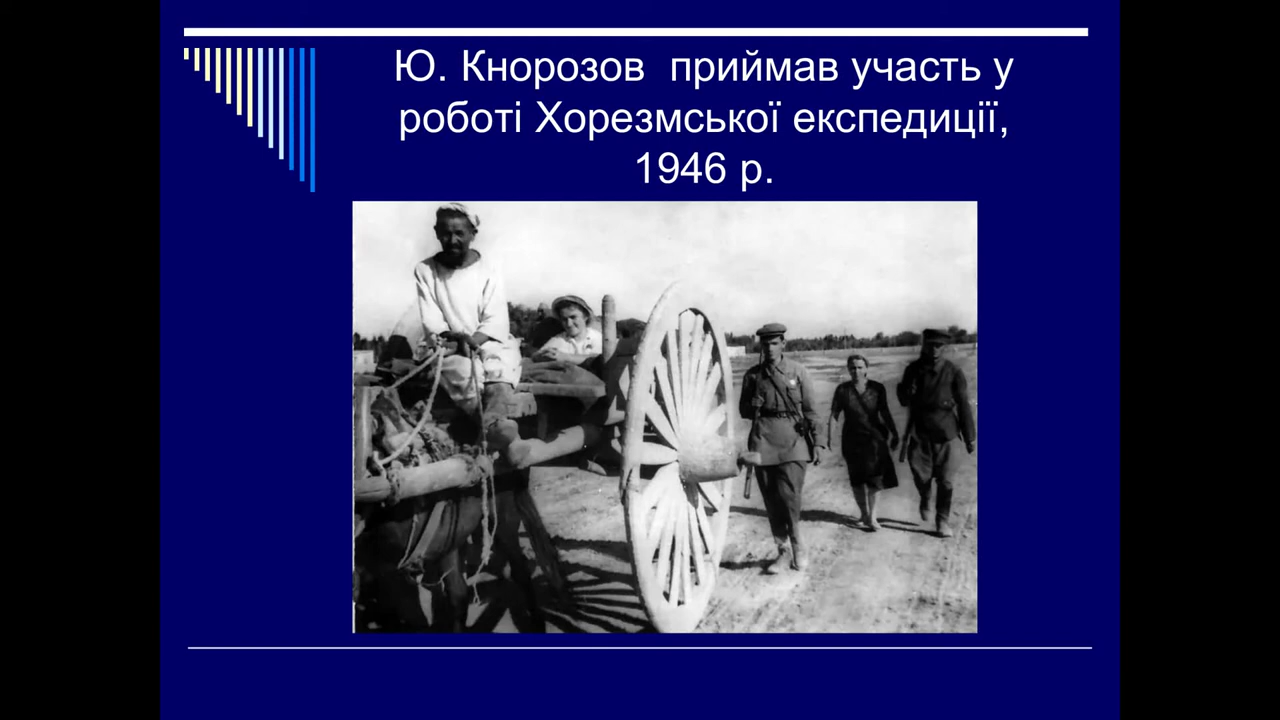 Ю. Кнорозов  приймав участь у
роботі Хорезмської експедиції,
1946 р.